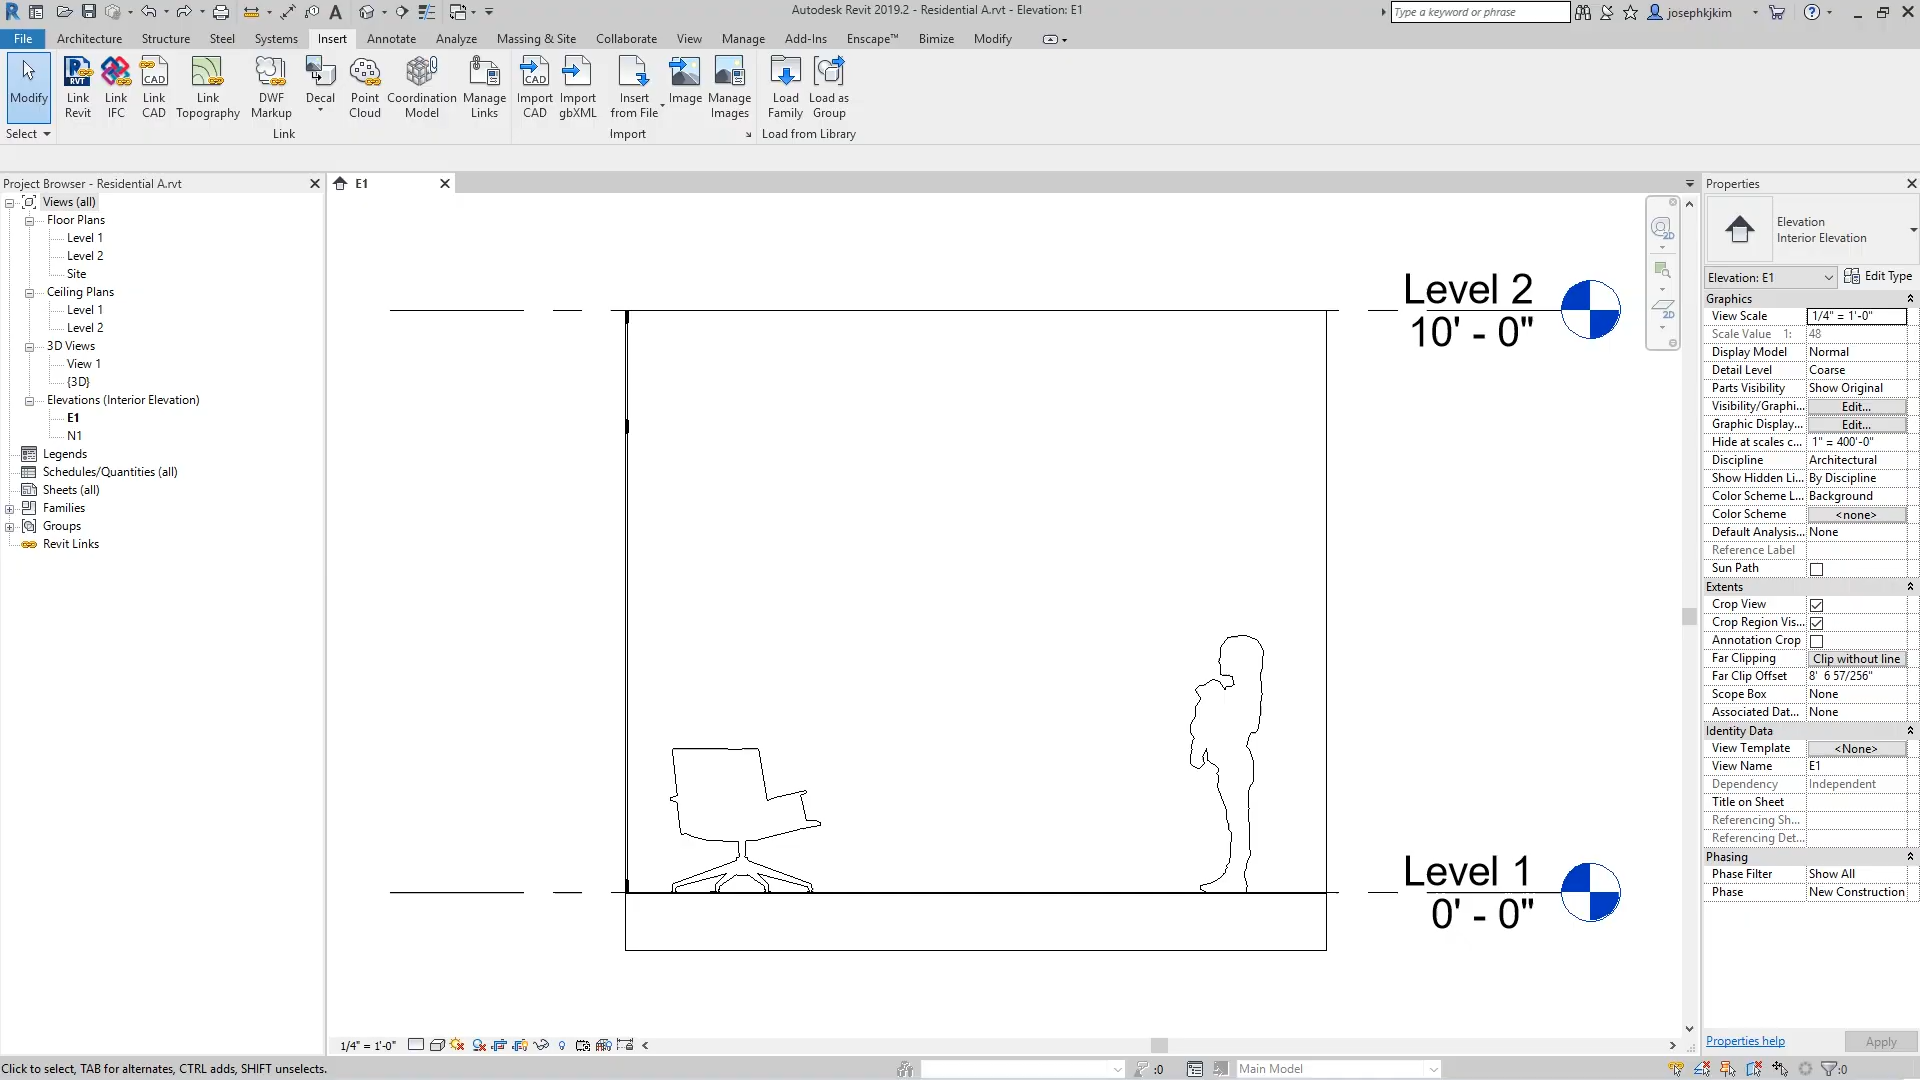 Autodesk Revit 2019.2 - Residential A.rvt - Elevation: E1
Type a keyword or phrase
josephkjkim
File
Architecture
Structure
Steel
Systems
Insert
Annotate
Analyze
Massing & Site
Collaborate
View
Manage
Add-Ins
Enscape™
Bimize
Modify
Modify
Link Revit
Link IFC
Link CAD
Link Topography
DWF Markup
Decal
Point Cloud
Coordination Model
Manage Links
Import CAD
Import gbXML
Insert from File
Image
Manage Images
Load Family
Load as Group
Select
Link
Import
Load from Library
Project Browser - Residential A.rvt
Views (all)
Floor Plans
Level 1
Level 2
Site
Ceiling Plans
Level 1
Level 2
3D Views
View 1
{3D}
Elevations (Interior Elevation)
E1
N1
Legends
Schedules/Quantities (all)
Sheets (all)
Families
Groups
Revit Links
E1
Level 2
10' - 0"
Level 1
0' - 0"
Properties
Elevation
Interior Elevation
Elevation: E1
Edit Type
Graphics
View Scale 1/4" = 1'-0"
Scale Value 1: 48
Display Model Normal
Detail Level Coarse
Parts Visibility Show Original
Visibility/Graphi... Edit...
Graphic Display... Edit...
Hide at scales c... 1" = 400'-0"
Discipline Architectural
Show Hidden Li... By Discipline
Color Scheme L... Background
Color Scheme <none>
Default Analysis... None
Reference Label
Sun Path
Extents
Crop View
Crop Region Vis...
Annotation Crop
Far Clipping Clip without line
Far Clip Offset 8' 6 57/256"
Scope Box None
Associated Dat... None
Identity Data
View Template <None>
View Name E1
Dependency Independent
Title on Sheet
Referencing Sh...
Referencing Det...
Phasing
Phase Filter Show All
Phase New Construction
Properties help
Apply
1/4" = 1'-0"
Click to select, TAB for alternates, CTRL adds, SHIFT unselects.
:0
Main Model
:0